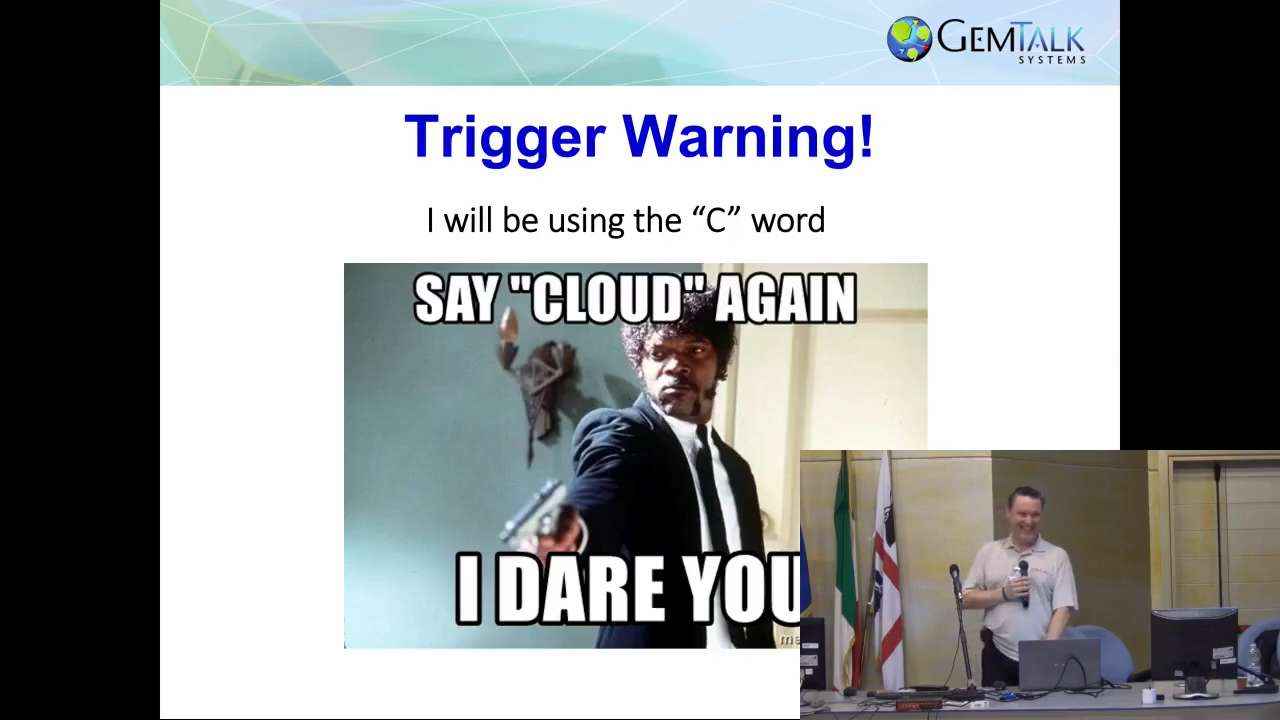 GEMTALK
SYSTEMS
Trigger Warning!
I will be using the “C” word
SAY "CLOUD" AGAIN
I DARE YOU